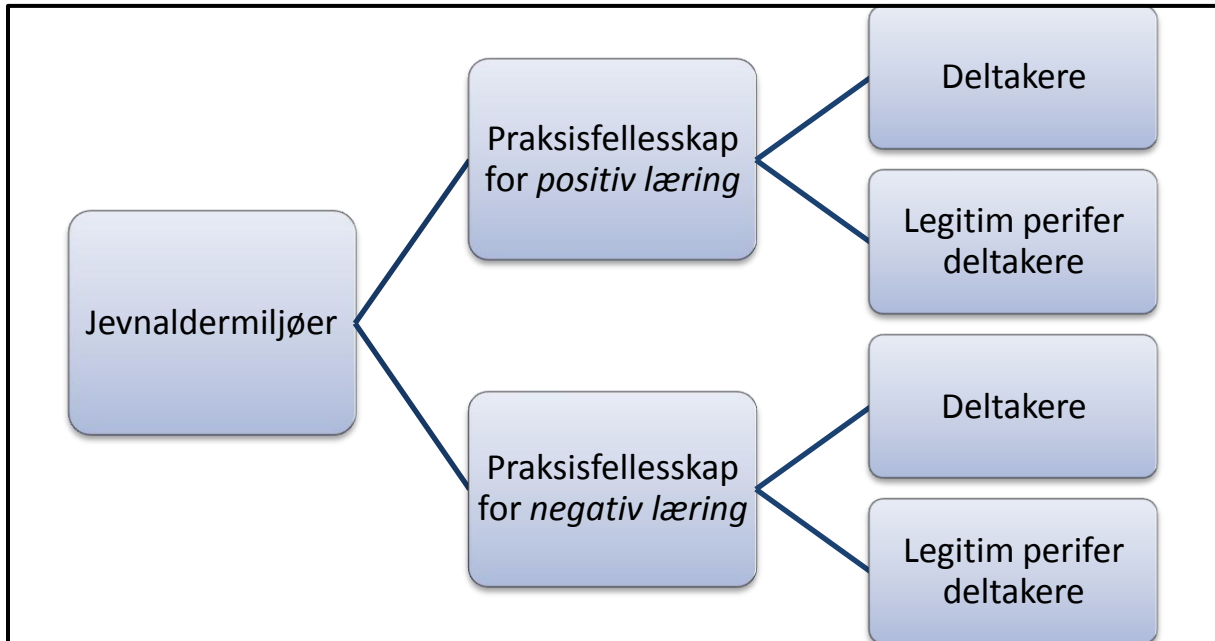 Jevnaldermiljøer
Praksisfellesskap
for positiv læring
Deltakere
Legitim perifer
deltakere
Praksisfellesskap
for negativ læring
Deltakere
Legitim perifer
deltakere